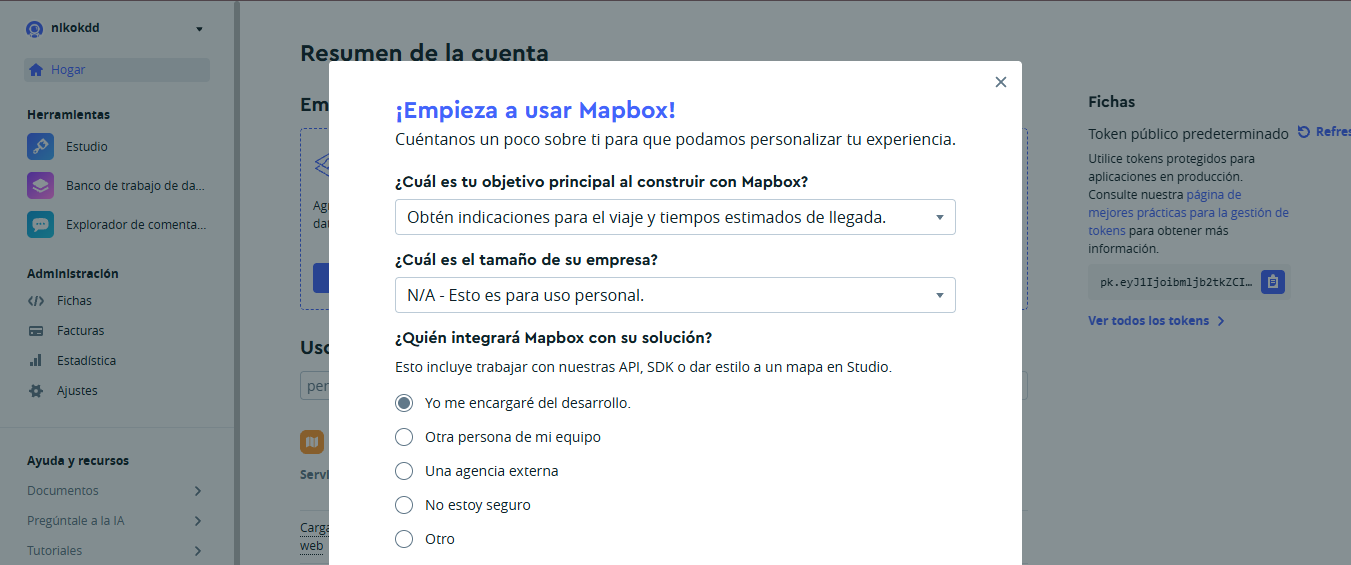 nikokdd
Hogar
Herramientas
Estudio
Banco de trabajo de da...
Explorador de comenta...
Administración
Fichas
Facturas
Estadística
Ajustes
Ayuda y recursos
Documentos
Pregúntale a la IA
Tutoriales
Resumen de la cuenta
Em
Agr
dar
Uso
per
Servi
Carga
web
¡Empieza a usar Mapbox!
Cuéntanos un poco sobre ti para que podamos personalizar tu experiencia.
¿Cuál es tu objetivo principal al construir con Mapbox?
Obtén indicaciones para el viaje y tiempos estimados de llegada.
¿Cuál es el tamaño de su empresa?
N/A - Esto es para uso personal.
¿Quién integrará Mapbox con su solución?
Esto incluye trabajar con nuestras API, SDK o dar estilo a un mapa en Studio.
Yo me encargaré del desarrollo.
Otra persona de mi equipo
Una agencia externa
No estoy seguro
Otro
Fichas
Token público predeterminado
Refres
Utilice tokens protegidos para
aplicaciones en producción.
Consulte nuestra página de
mejores prácticas para la gestión de
tokens para obtener más
información.
pk.eyJ1Ijoibmljb2tkZCI...
Ver todos los tokens